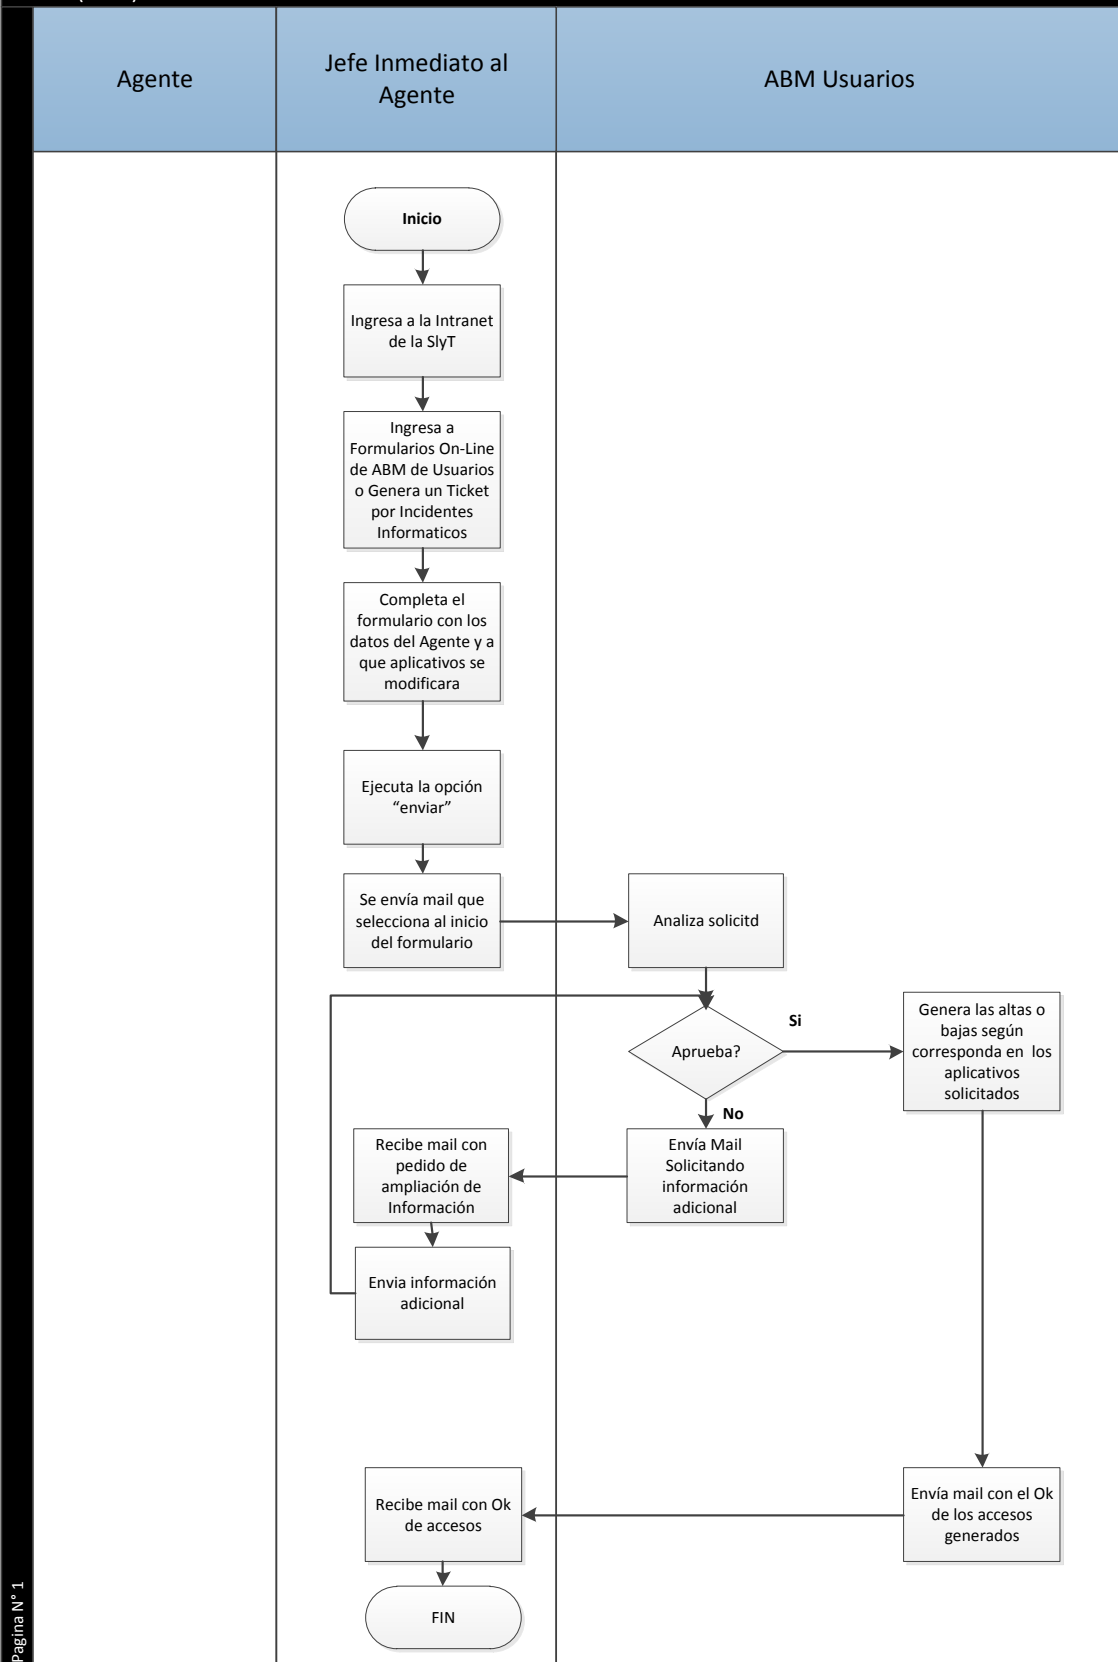 Agente
Jefe Inmediato al
Agente
ABM Usuarios
Inicio
Ingresa a la Intranet
de la SlyT
Ingresa a
Formularios On-Line
de ABM de Usuarios
o Genera un Ticket
por Incidentes
Informaticos
Completa el
formulario con los
datos del Agente y a
que aplicativos se
modificara
Ejecuta la opción
“enviar”
Se envía mail que
selecciona al inicio
del formulario
Analiza solicitd
Aprueba?
Si
Genera las altas o
bajas según
corresponda en los
aplicativos
solicitados
No
Envía Mail
Solicitando
información
adicional
Recibe mail con
pedido de
ampliación de
Información
Envia información
adicional
Envía mail con el Ok
de los accesos
generados
Recibe mail con Ok
de accesos
FIN
Pagina N° 1